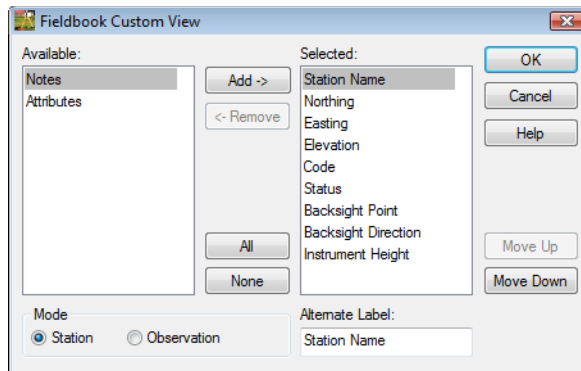 Fieldbook Custom View
Available:
Notes
Attributes
Add ->
<- Remove
All
None
Selected:
Station Name
Northing
Easting
Elevation
Code
Status
Backsight Point
Backsight Direction
Instrument Height
OK
Cancel
Help
Move Up
Move Down
Mode
Station
Observation
Alternate Label:
Station Name